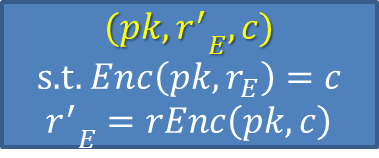 (pk, r'_E, c)
s.t. Enc(pk, r_E) = c
r'_E = rEnc(pk, c)